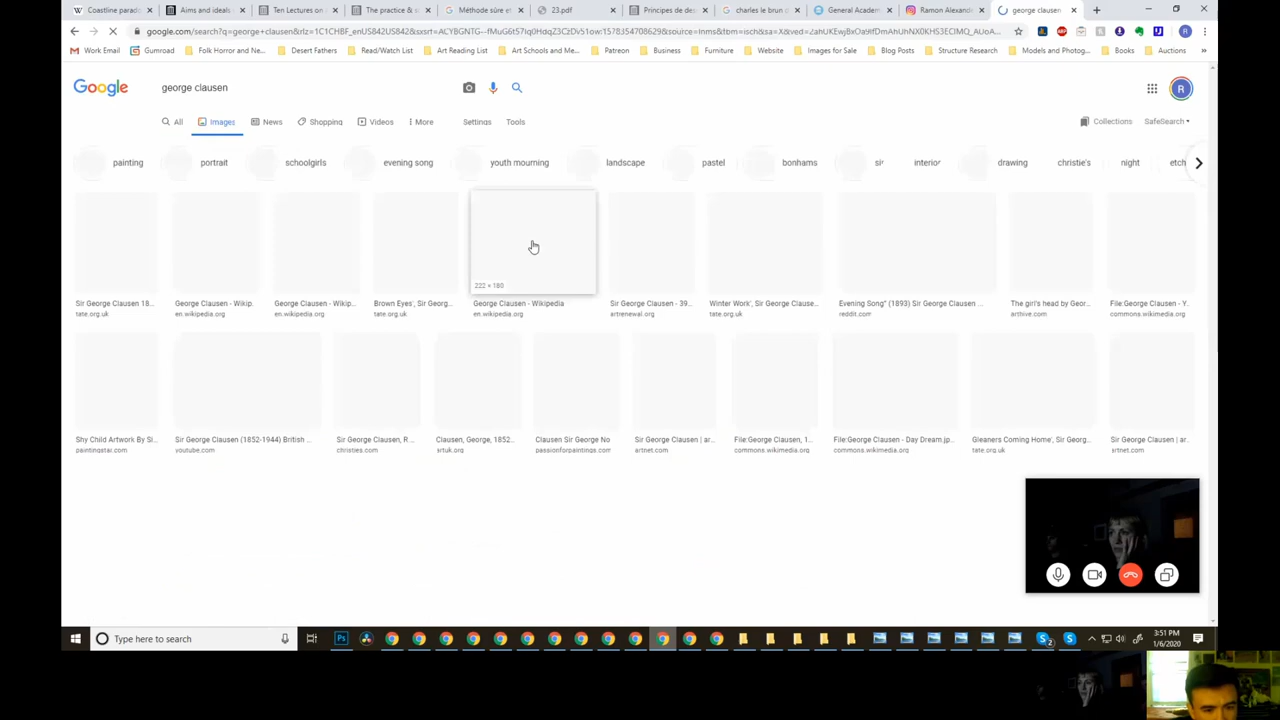 Coastline parad
Aims and ideals
Ten Lectures on
The practice & s
Méthode sûre et
23.pdf
Principes de des
charles le brun d
General Academ
Ramon Alexandr
george clausen
Work Email
Gumroad
Folk Horror and Ne...
Desert Fathers
Read/Watch List
Art Reading List
Art Schools and Me...
Patreon
Business
Furniture
Website
Images for Sale
Blog Posts
Structure Research
Models and Photog...
Books
Auctions
Google
george clausen
R
All
Images
News
Shopping
Videos
More
Settings
Tools
Collections
SafeSearch
painting
portrait
schoolgirls
evening song
youth mourning
landscape
pastel
bonhams
sir
interior
drawing
christie's
night
etch
222 × 180
Sir George Clausen 18...
George Clausen - Wikip...
George Clausen - Wikip...
Brown Eyes', Sir Georg...
George Clausen - Wikipedia
Sir George Clausen - 39...
Winter Work', Sir George Clause...
Evening Song" (1893) Sir George Clausen ...
The girl's head by Geor...
File:George Clausen - Y...
tate.org.uk
en.wikipedia.org
en.wikipedia.org
tate.org.uk
en.wikipedia.org
artrenewal.org
tate.org.uk
reddit.com
arthive.com
commons.wikimedia.org
Shy Child Artwork By Si...
Sir George Clausen (1852-1944) British ...
Sir George Clausen, R ...
Clausen, George, 1852...
Clausen Sir George No
Sir George Clausen | ar...
File:George Clausen, 1...
File:George Clausen - Day Dream.jp...
Gleaners Coming Home', Sir Georg...
Sir George Clausen | ar...
paintingstar.com
youtube.com
christies.com
artuk.org
passionforpaintings.com
artnet.com
commons.wikimedia.org
commons.wikimedia.org
tate.org.uk
artnet.com
Type here to search
Ps
3:51 PM
1/6/2020